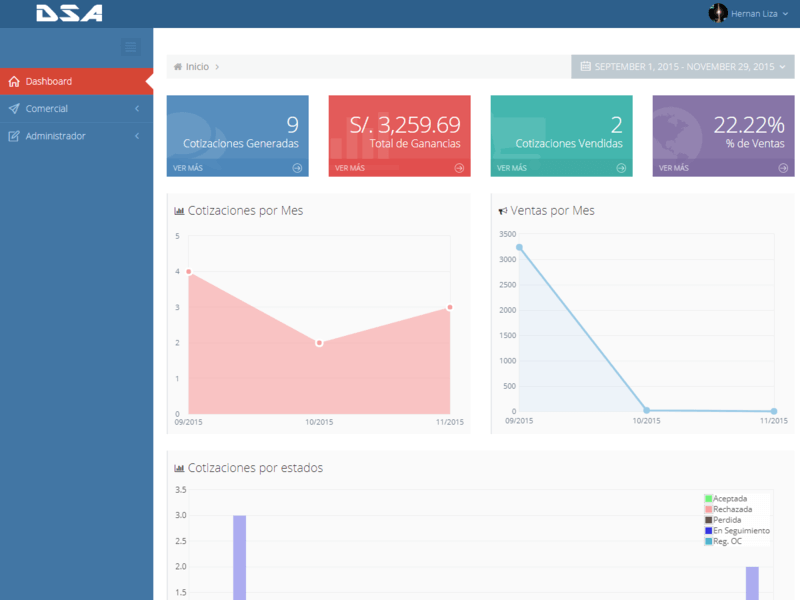 DSA
Hernan Liza
Inicio
SEPTEMBER 1, 2015 - NOVEMBER 29, 2015
Dashboard
Comercial
Administrador
9
Cotizaciones Generadas
VER MÁS
S/. 3,259.69
Total de Ganancias
VER MÁS
2
Cotizaciones Vendidas
VER MÁS
22.22%
% de Ventas
VER MÁS
Cotizaciones por Mes
5
4
3
2
1
0
09/2015
10/2015
11/2015
Ventas por Mes
3500
3000
2500
2000
1500
1000
500
0
09/2015
10/2015
11/2015
Cotizaciones por estados
3.5
3.0
2.5
2.0
1.5
Aceptada
Rechazada
Perdida
En Seguimiento
Reg. OC